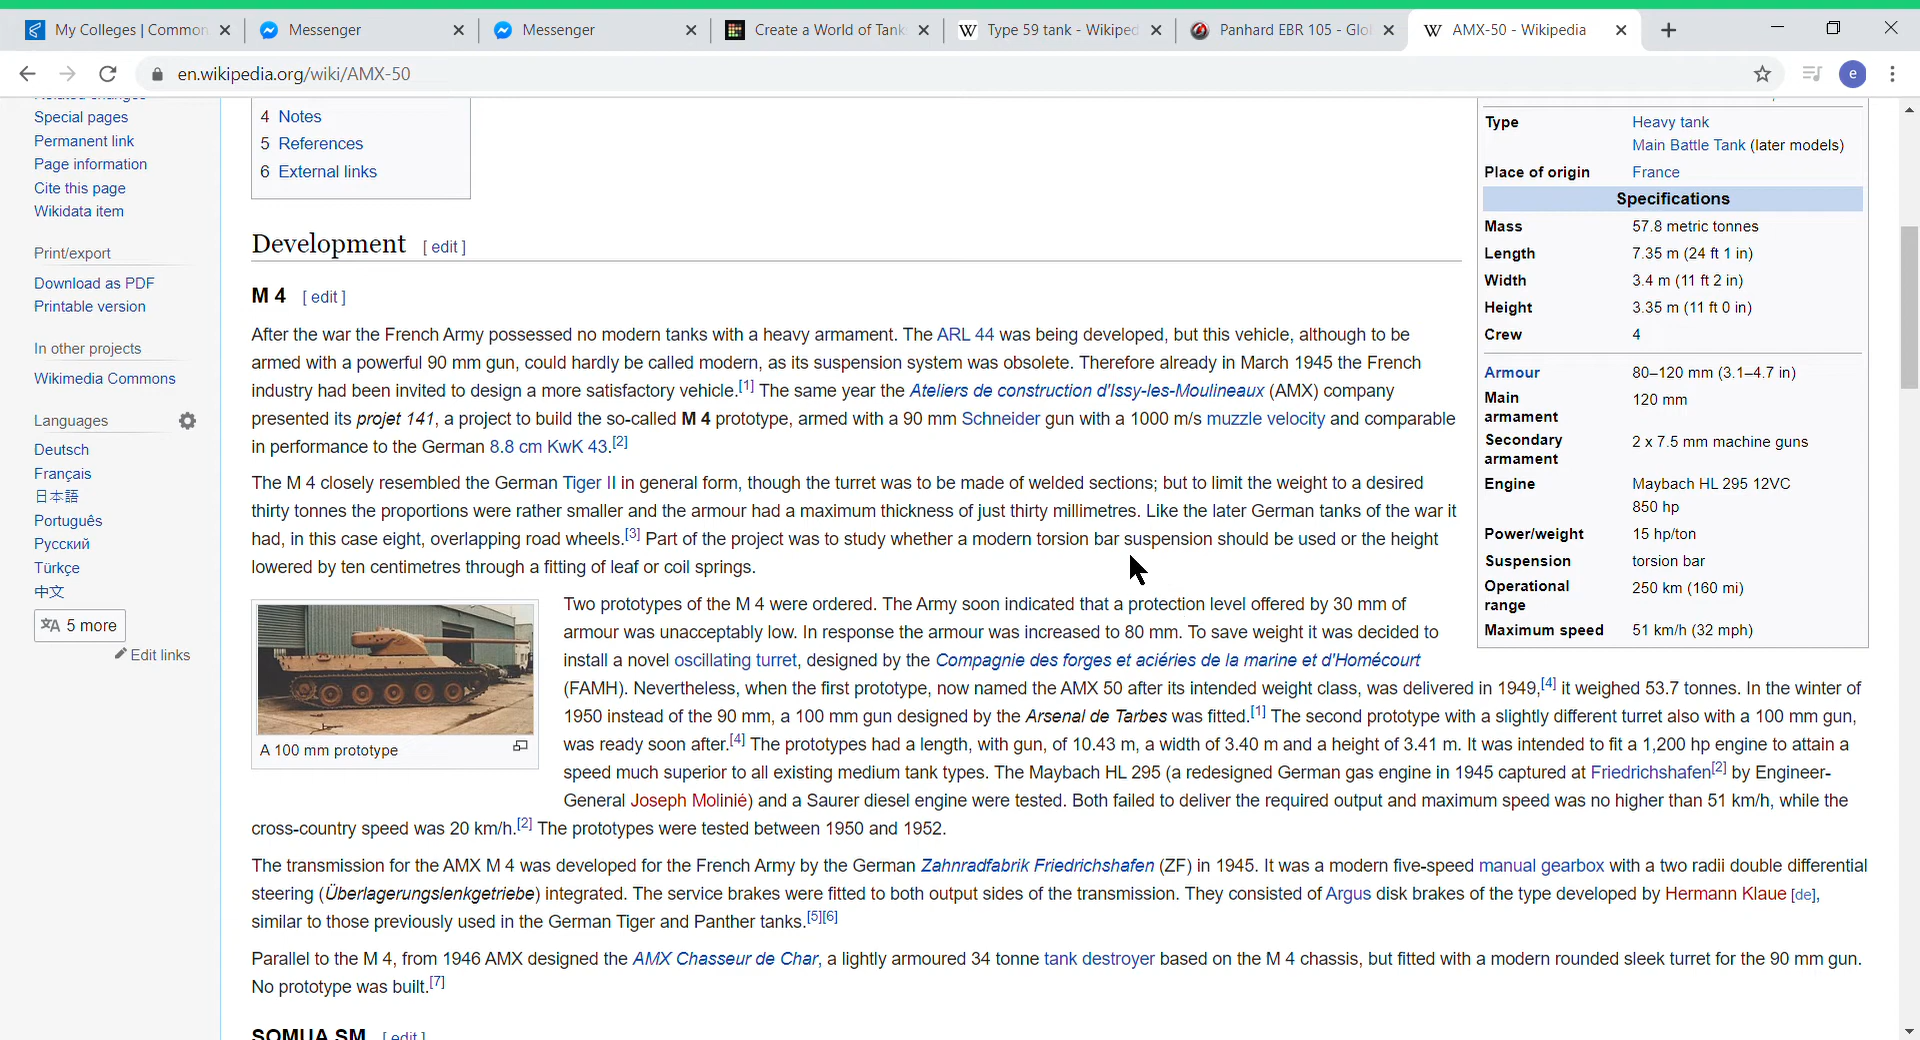 My Colleges | Common
Messenger
Messenger
Create a World of Tank
Type 59 tank - Wikiped
Panhard EBR 105 - Glo
AMX-50 - Wikipedia
en.wikipedia.org/wiki/AMX-50
e
Related changes
Special pages
Permanent link
Page information
Cite this page
Wikidata item
Print/export
Download as PDF
Printable version
In other projects
Wikimedia Commons
Languages
Deutsch
Français
日本語
Português
Русский
Türkçe
中文
文A 5 more
Edit links
4 Notes
5 References
6 External links
Development [ edit ]
M 4 [ edit ]
After the war the French Army possessed no modern tanks with a heavy armament. The ARL 44 was being developed, but this vehicle, although to be
armed with a powerful 90 mm gun, could hardly be called modern, as its suspension system was obsolete. Therefore already in March 1945 the French
industry had been invited to design a more satisfactory vehicle.[1] The same year the Ateliers de construction d'Issy-les-Moulineaux (AMX) company
presented its projet 141, a project to build the so-called M 4 prototype, armed with a 90 mm Schneider gun with a 1000 m/s muzzle velocity and comparable
in performance to the German 8.8 cm KwK 43.[2]
The M 4 closely resembled the German Tiger II in general form, though the turret was to be made of welded sections; but to limit the weight to a desired
thirty tonnes the proportions were rather smaller and the armour had a maximum thickness of just thirty millimetres. Like the later German tanks of the war it
had, in this case eight, overlapping road wheels.[3] Part of the project was to study whether a modern torsion bar suspension should be used or the height
lowered by ten centimetres through a fitting of leaf or coil springs.
A 100 mm prototype
Two prototypes of the M 4 were ordered. The Army soon indicated that a protection level offered by 30 mm of
armour was unacceptably low. In response the armour was increased to 80 mm. To save weight it was decided to
install a novel oscillating turret, designed by the Compagnie des forges et aciéries de la marine et d'Homécourt
(FAMH). Nevertheless, when the first prototype, now named the AMX 50 after its intended weight class, was delivered in 1949,[4] it weighed 53.7 tonnes. In the winter of
1950 instead of the 90 mm, a 100 mm gun designed by the Arsenal de Tarbes was fitted.[1] The second prototype with a slightly different turret also with a 100 mm gun,
was ready soon after.[4] The prototypes had a length, with gun, of 10.43 m, a width of 3.40 m and a height of 3.41 m. It was intended to fit a 1,200 hp engine to attain a
speed much superior to all existing medium tank types. The Maybach HL 295 (a redesigned German gas engine in 1945 captured at Friedrichshafen[2] by Engineer-
General Joseph Molinié) and a Saurer diesel engine were tested. Both failed to deliver the required output and maximum speed was no higher than 51 km/h, while the
cross-country speed was 20 km/h.[2] The prototypes were tested between 1950 and 1952.
The transmission for the AMX M 4 was developed for the French Army by the German Zahnradfabrik Friedrichshafen (ZF) in 1945. It was a modern five-speed manual gearbox with a two radii double differential
steering (Überlagerungslenkgetriebe) integrated. The service brakes were fitted to both output sides of the transmission. They consisted of Argus disk brakes of the type developed by Hermann Klaue [de],
similar to those previously used in the German Tiger and Panther tanks.[5][6]
Parallel to the M 4, from 1946 AMX designed the AMX Chasseur de Char, a lightly armoured 34 tonne tank destroyer based on the M 4 chassis, but fitted with a modern rounded sleek turret for the 90 mm gun.
No prototype was built.[7]
SOMUA SM [ edit ]
Type Heavy tank
Main Battle Tank (later models)
Place of origin France
Specifications
Mass 57.8 metric tonnes
Length 7.35 m (24 ft 1 in)
Width 3.4 m (11 ft 2 in)
Height 3.35 m (11 ft 0 in)
Crew 4
Armour 80–120 mm (3.1–4.7 in)
Main armament 120 mm
Secondary armament 2 x 7.5 mm machine guns
Engine Maybach HL 295 12VC
850 hp
Power/weight 15 hp/ton
Suspension torsion bar
Operational range 250 km (160 mi)
Maximum speed 51 km/h (32 mph)